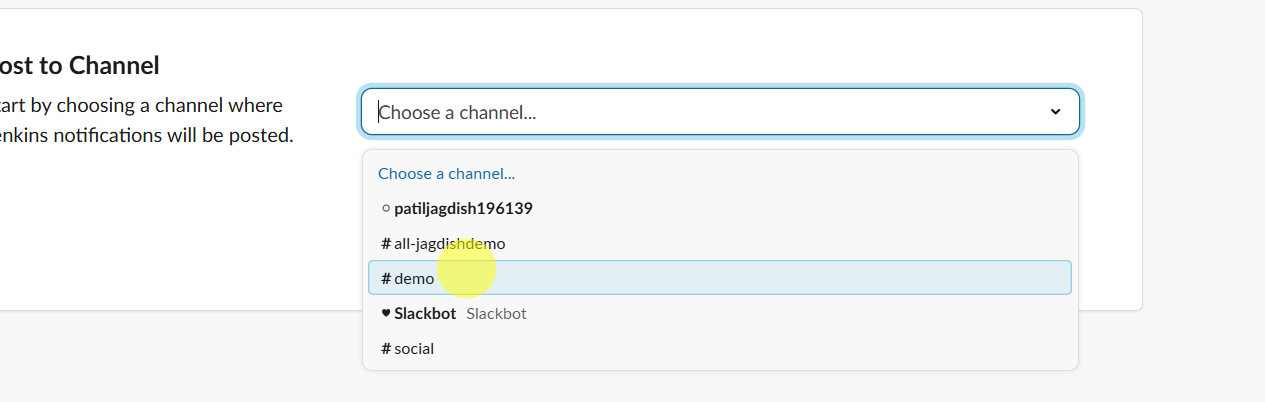 ost to Channel
tart by choosing a channel where
enkins notifications will be posted.
Choose a channel...
Choose a channel...
patiljagdish196139
# all-jagdishdemo
# demo
Slackbot Slackbot
# social